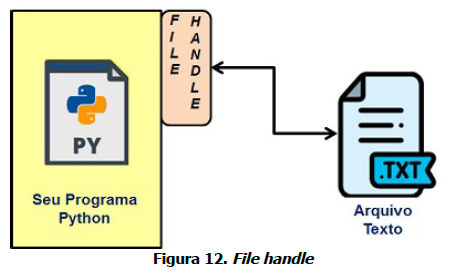 FILE
HANDLE
PY
Seu Programa
Python
.TXT
Arquivo
Texto
Figura 12. File handle